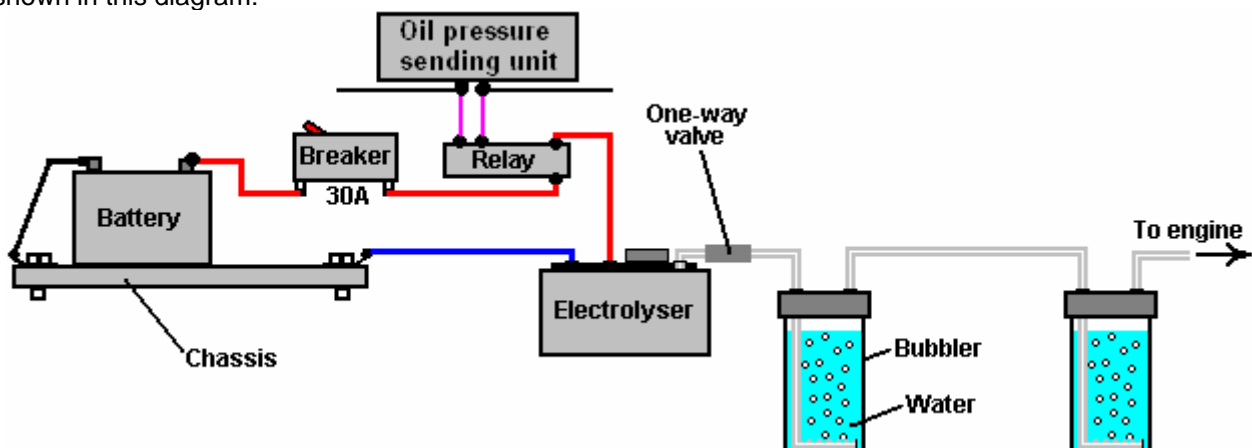 shown in this diagram:
Oil pressure
sending unit
One-way
valve
Breaker
Relay
30A
Battery
To engine
Electrolyser
Chassis
Bubbler
Water